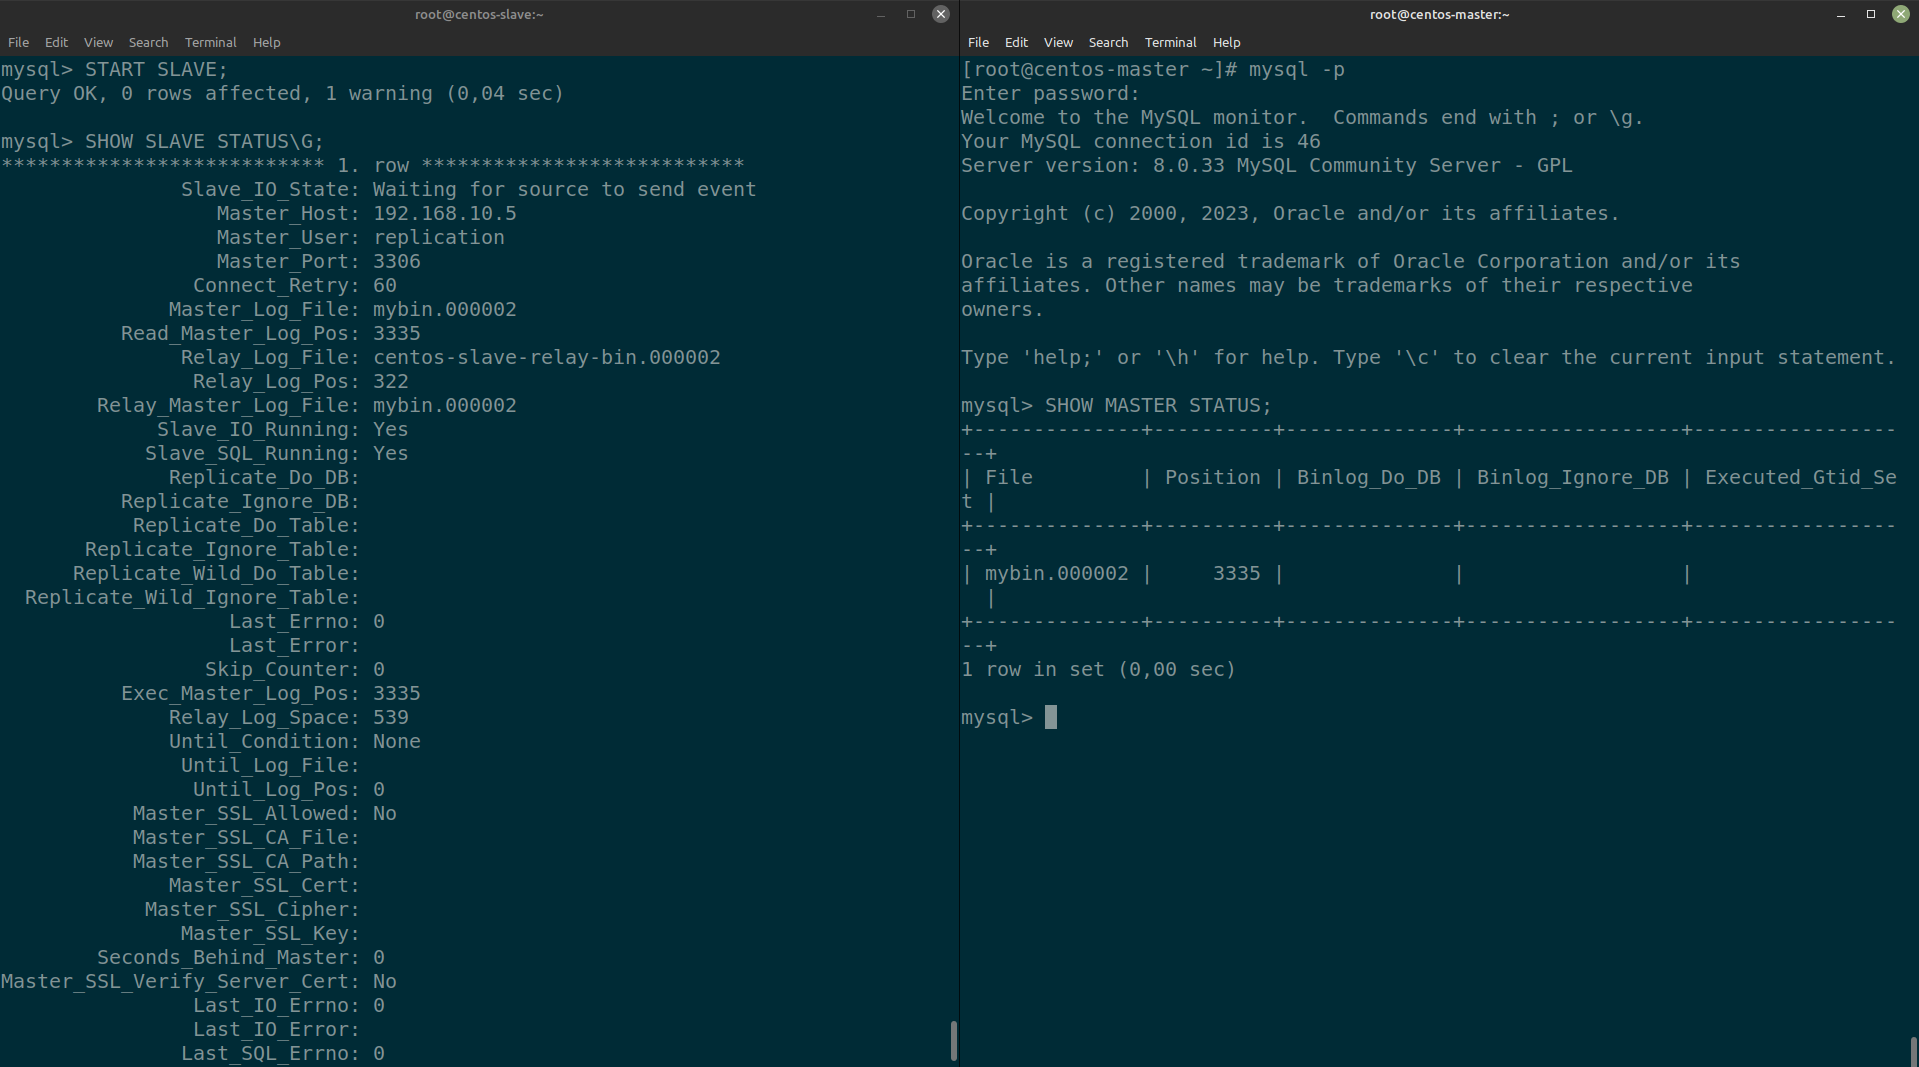 root@centos-slave:~
File Edit View Search Terminal Help
mysql> START SLAVE;
Query OK, 0 rows affected, 1 warning (0,04 sec)
mysql> SHOW SLAVE STATUS\G;
*************************** 1. row ***************************
Slave_IO_State: Waiting for source to send event
Master_Host: 192.168.10.5
Master_User: replication
Master_Port: 3306
Connect_Retry: 60
Master_Log_File: mybin.000002
Read_Master_Log_Pos: 3335
Relay_Log_File: centos-slave-relay-bin.000002
Relay_Log_Pos: 322
Relay_Master_Log_File: mybin.000002
Slave_IO_Running: Yes
Slave_SQL_Running: Yes
Replicate_Do_DB:
Replicate_Ignore_DB:
Replicate_Do_Table:
Replicate_Ignore_Table:
Replicate_Wild_Do_Table:
Replicate_Wild_Ignore_Table:
Last_Errno: 0
Last_Error:
Skip_Counter: 0
Exec_Master_Log_Pos: 3335
Relay_Log_Space: 539
Until_Condition: None
Until_Log_File:
Until_Log_Pos: 0
Master_SSL_Allowed: No
Master_SSL_CA_File:
Master_SSL_CA_Path:
Master_SSL_Cert:
Master_SSL_Cipher:
Master_SSL_Key:
Seconds_Behind_Master: 0
Master_SSL_Verify_Server_Cert: No
Last_IO_Errno: 0
Last_IO_Error:
Last_SQL_Errno: 0
root@centos-master:~
File Edit View Search Terminal Help
[root@centos-master ~]# mysql -p
Enter password:
Welcome to the MySQL monitor.  Commands end with ; or \g.
Your MySQL connection id is 46
Server version: 8.0.33 MySQL Community Server - GPL
Copyright (c) 2000, 2023, Oracle and/or its affiliates.
Oracle is a registered trademark of Oracle Corporation and/or its
affiliates. Other names may be trademarks of their respective
owners.
Type 'help;' or '\h' for help. Type '\c' to clear the current input statement.
mysql> SHOW MASTER STATUS;
+--------------+----------+--------------+------------------+-----------------
--+
| File         | Position | Binlog_Do_DB | Binlog_Ignore_DB | Executed_Gtid_Se
t |
+--------------+----------+--------------+------------------+-----------------
--+
| mybin.000002 |     3335 |              |                  |
  |
+--------------+----------+--------------+------------------+-----------------
--+
1 row in set (0,00 sec)
mysql>